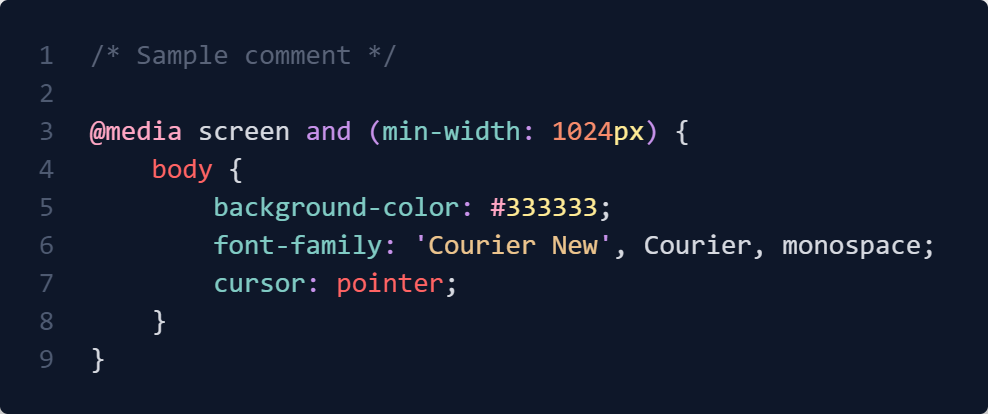 1 /* Sample comment */
2
3 @media screen and (min-width: 1024px) {
4     body {
5         background-color: #333333;
6         font-family: 'Courier New', Courier, monospace;
7         cursor: pointer;
8     }
9 }